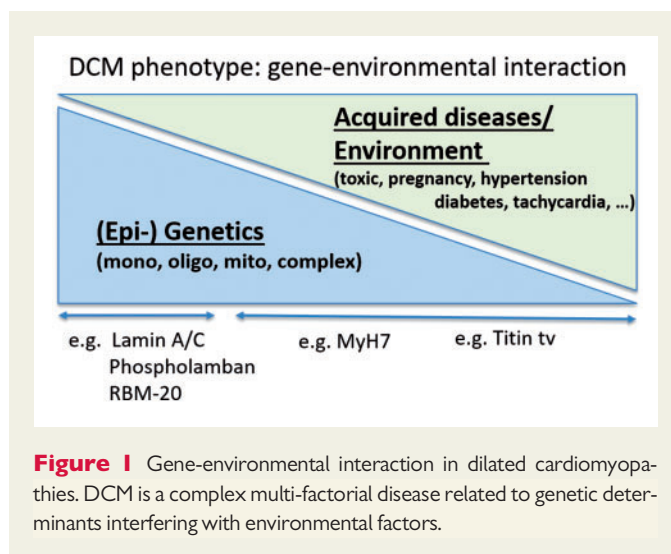 DCM phenotype: gene-environmental interaction
Acquired diseases/
Environment
(toxic, pregnancy, hypertension
diabetes, tachycardia, ...)
(Epi-) Genetics
(mono, oligo, mito, complex)
e.g. Lamin A/C
Phospholamban
RBM-20
e.g. MyH7
e.g. Titin tv
Figure 1 Gene-environmental interaction in dilated cardiomyopa-
thies. DCM is a complex multi-factorial disease related to genetic deter-
minants interfering with environmental factors.